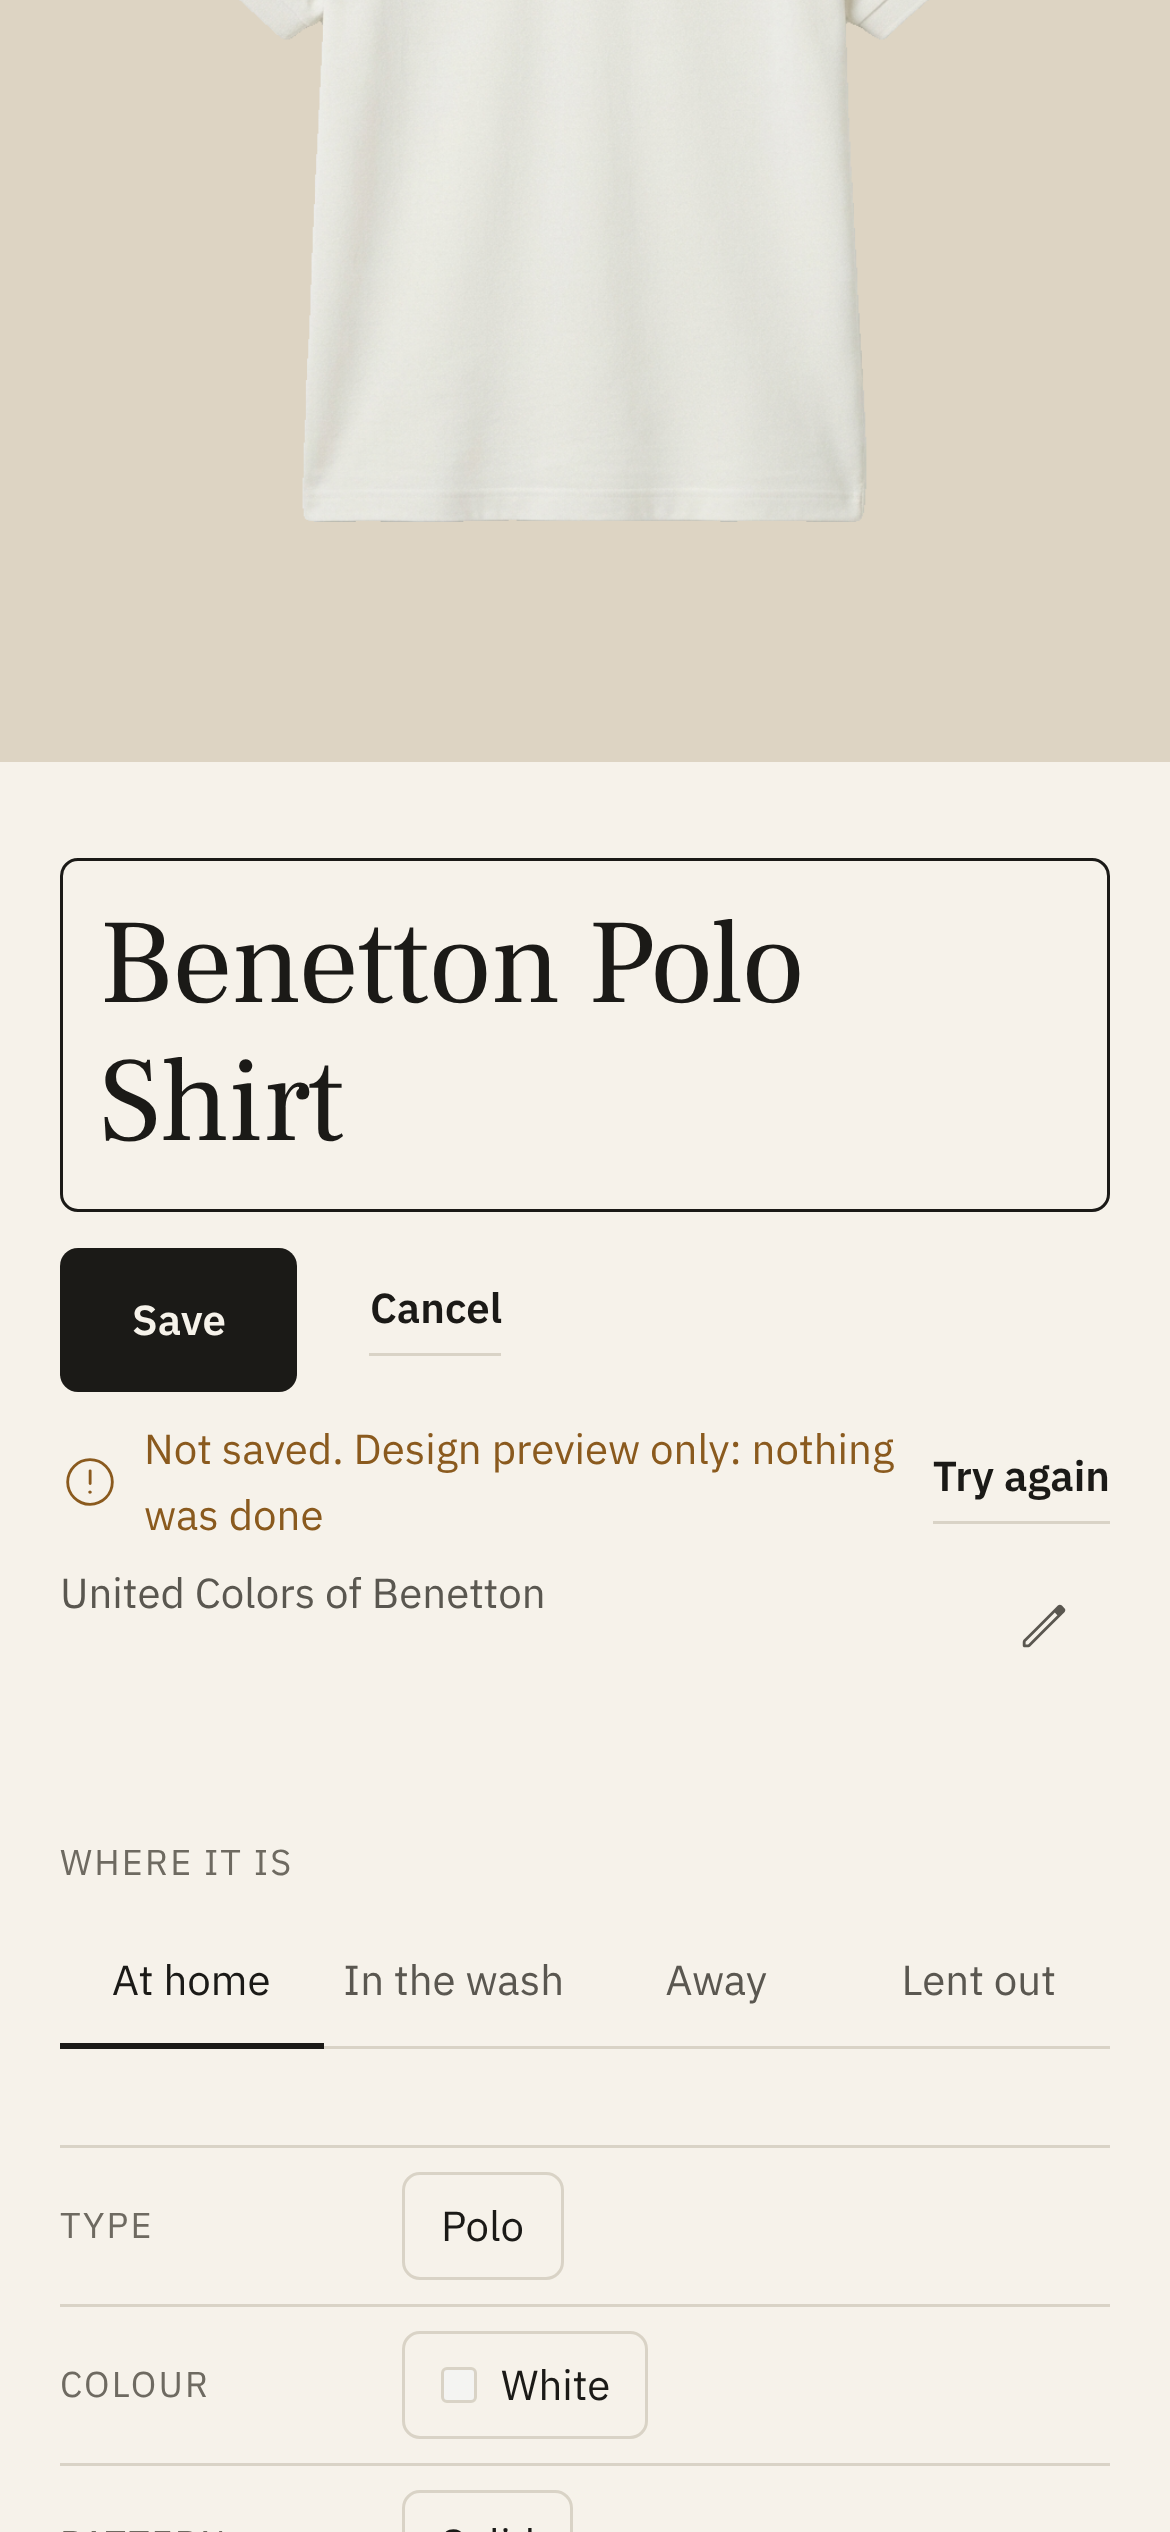 Benetton Polo
Shirt
Save
Cancel
Not saved. Design preview only: nothing
was done
Try again
United Colors of Benetton
WHERE IT IS
At home
In the wash
Away
Lent out
TYPE
Polo
COLOUR
White